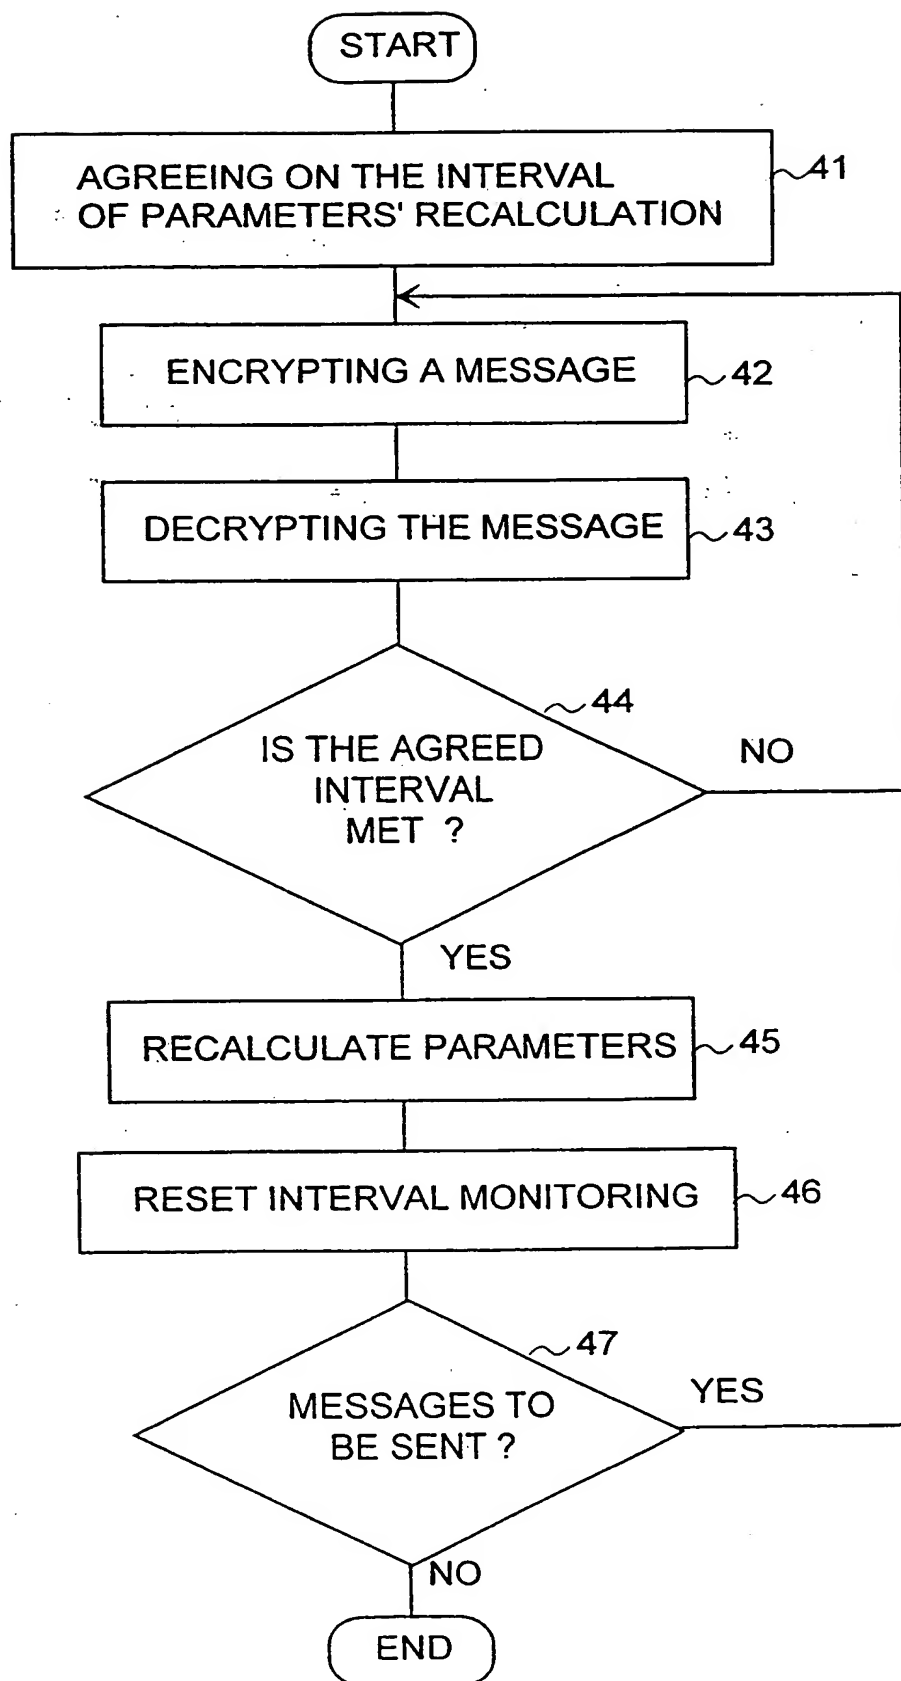 START
AGREEING ON THE INTERVAL
OF PARAMETERS' RECALCULATION
41
ENCRYPTING A MESSAGE
42
DECRYPTING THE MESSAGE
43
44
IS THE AGREED
INTERVAL
MET ?
NO
YES
RECALCULATE PARAMETERS
45
RESET INTERVAL MONITORING
46
47
MESSAGES TO
BE SENT ?
YES
NO
END